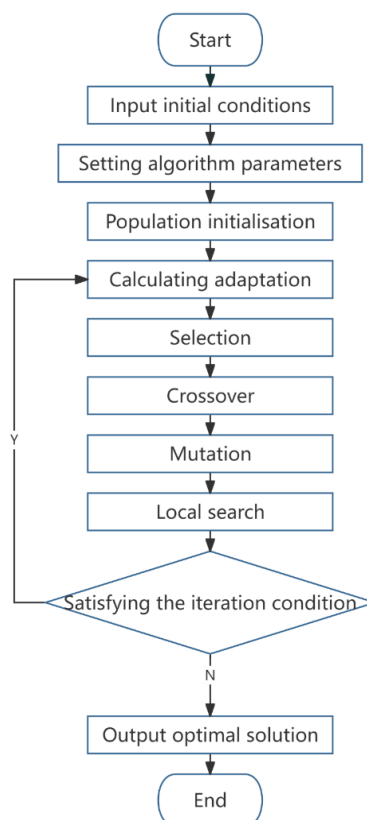 Start
Input initial conditions
Setting algorithm parameters
Population initialisation
Calculating adaptation
Selection
Crossover
Mutation
Local search
Y
Satisfying the iteration condition
N
Output optimal solution
End